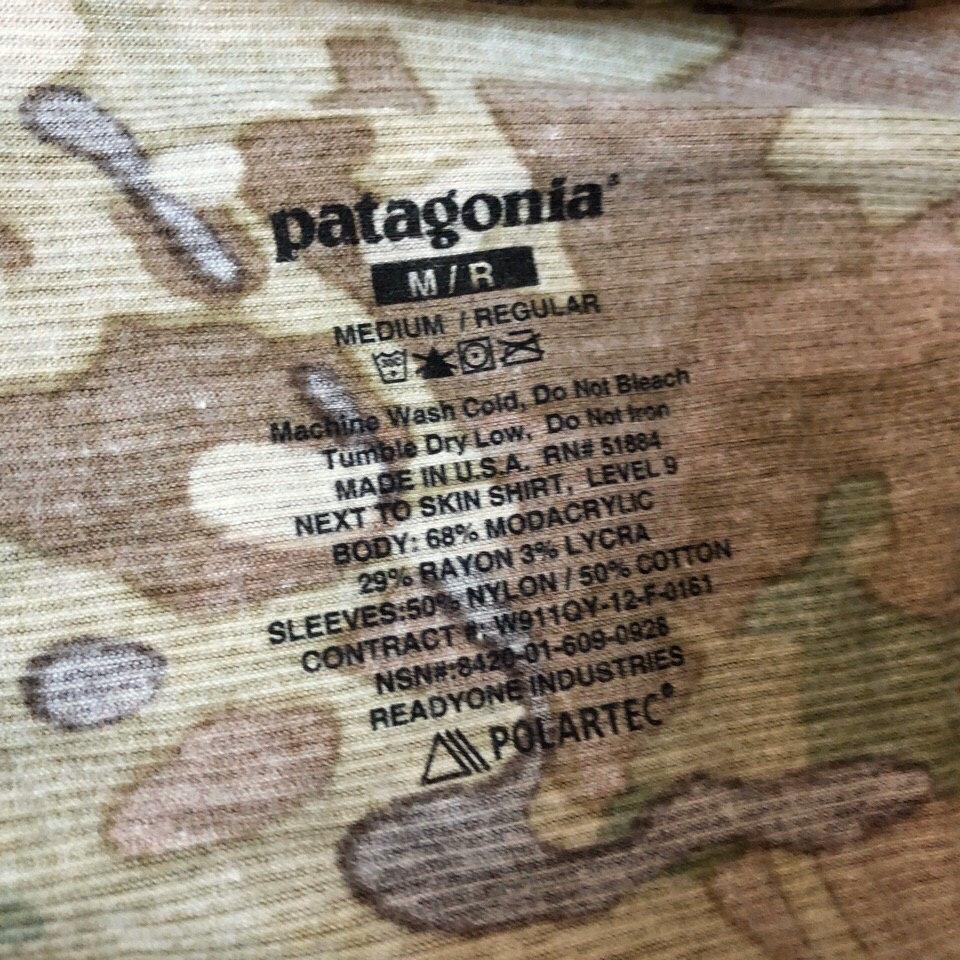 patagonia®
M / R
MEDIUM / REGULAR
Machine Wash Cold, Do Not Bleach
Tumble Dry Low, Do Not Iron
MADE IN U.S.A. RN# 51884
NEXT TO SKIN SHIRT, LEVEL 9
BODY: 68% MODACRYLIC
29% RAYON 3% LYCRA
SLEEVES:50% NYLON / 50% COTTON
CONTRACT #: W911QY-12-F-0161
NSN#:8420-01-609-0928
READYONE INDUSTRIES
POLARTEC®